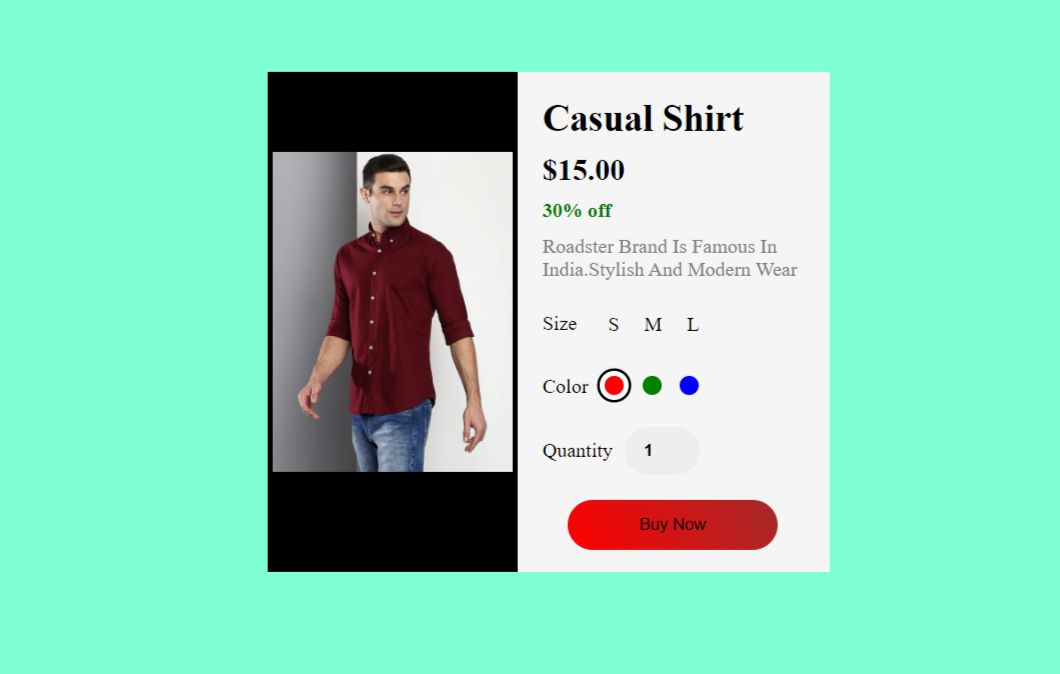 Casual Shirt
$15.00
30% off
Roadster Brand Is Famous In
India.Stylish And Modern Wear
Size S M L
Color
Quantity 1
Buy Now